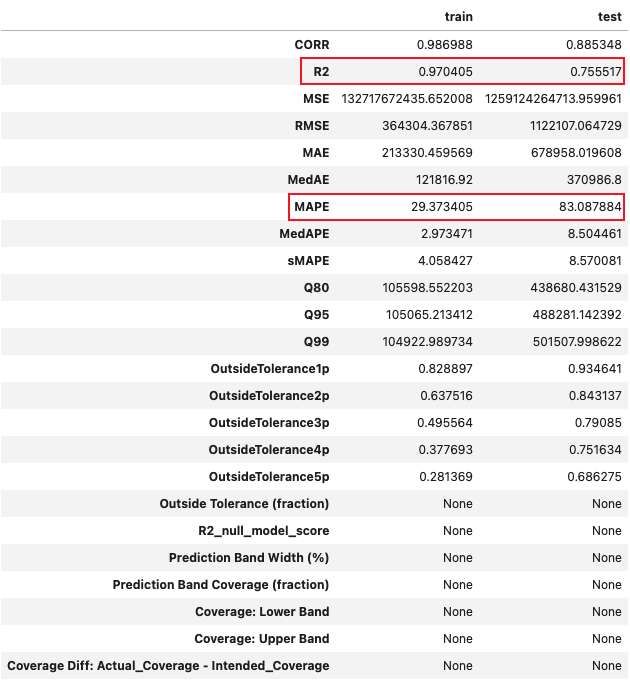 train test
CORR 0.986988 0.885348
R2 0.970405 0.755517
MSE 132717672435.652008 1259124264713.959961
RMSE 364304.367851 1122107.064729
MAE 213330.459569 678958.019608
MedAE 121816.92 370986.8
MAPE 29.373405 83.087884
MedAPE 2.973471 8.504461
sMAPE 4.058427 8.570081
Q80 105598.552203 438680.431529
Q95 105065.213412 488281.142392
Q99 104922.989734 501507.998622
OutsideTolerance1p 0.828897 0.934641
OutsideTolerance2p 0.637516 0.843137
OutsideTolerance3p 0.495564 0.79085
OutsideTolerance4p 0.377693 0.751634
OutsideTolerance5p 0.281369 0.686275
Outside Tolerance (fraction) None None
R2_null_model_score None None
Prediction Band Width (%) None None
Prediction Band Coverage (fraction) None None
Coverage: Lower Band None None
Coverage: Upper Band None None
Coverage Diff: Actual_Coverage - Intended_Coverage None None